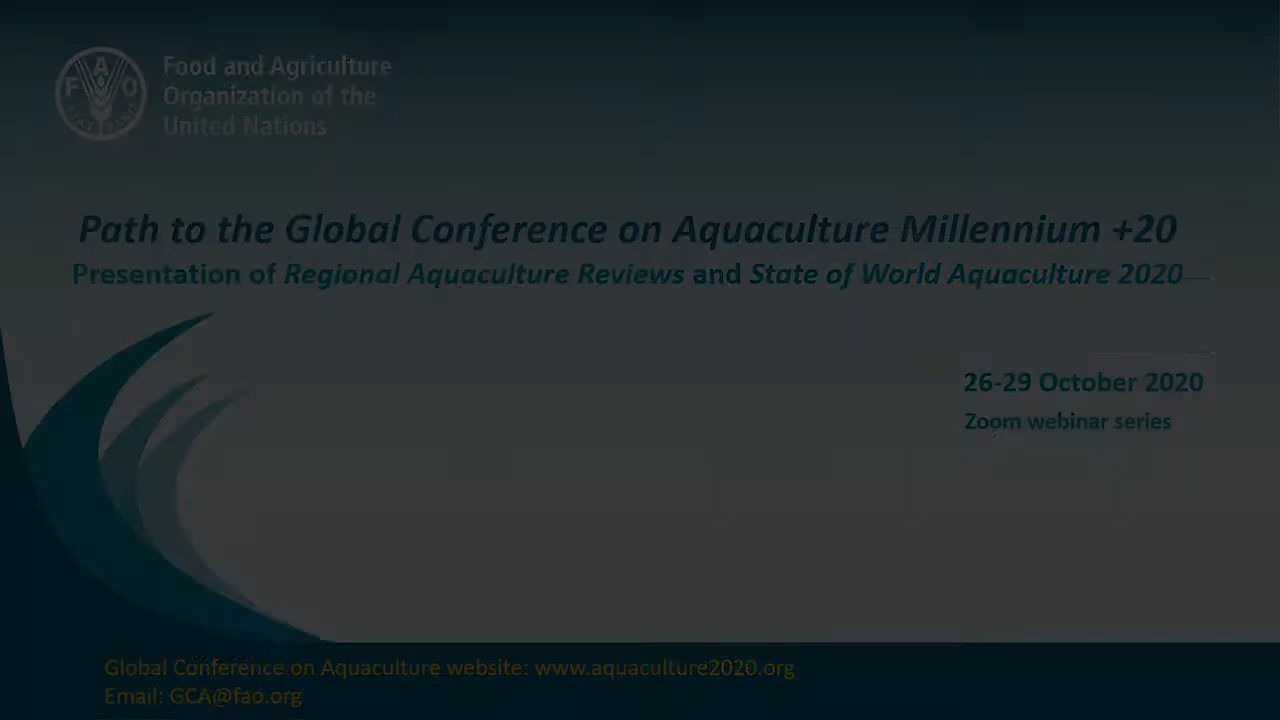 Food and Agriculture
Organization of the
United Nations
F A O
FIAT PANIS
Path to the Global Conference on Aquaculture Millennium +20
Presentation of Regional Aquaculture Reviews and State of World Aquaculture 2020
26-29 October 2020
Zoom webinar series
Global Conference on Aquaculture website: www.aquaculture2020.org
Email: GCA@fao.org